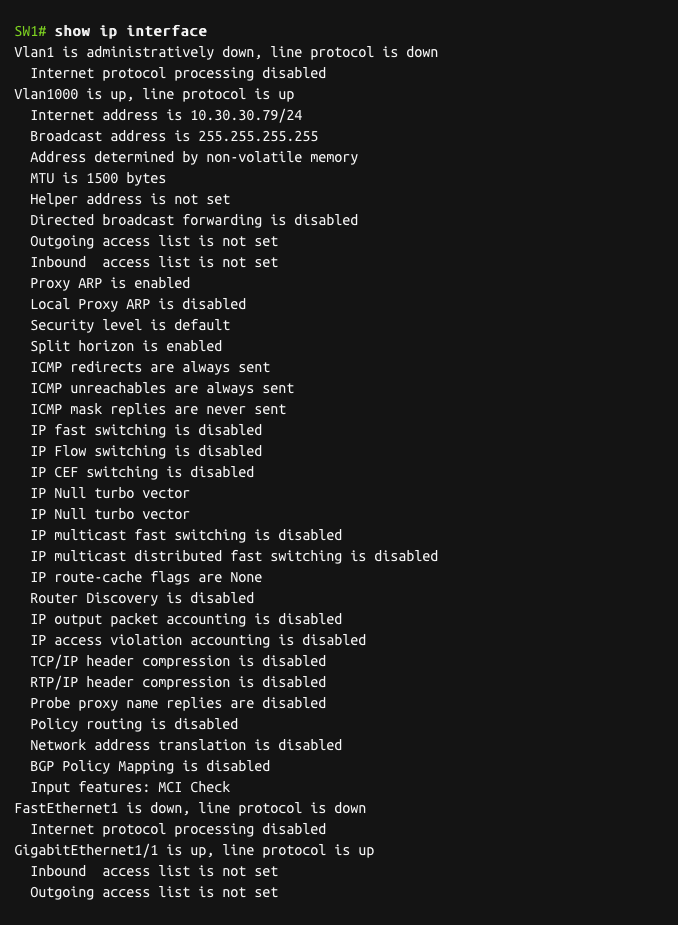 SW1# show ip interface
Vlan1 is administratively down, line protocol is down
  Internet protocol processing disabled
Vlan1000 is up, line protocol is up
  Internet address is 10.30.30.79/24
  Broadcast address is 255.255.255.255
  Address determined by non-volatile memory
  MTU is 1500 bytes
  Helper address is not set
  Directed broadcast forwarding is disabled
  Outgoing access list is not set
  Inbound  access list is not set
  Proxy ARP is enabled
  Local Proxy ARP is disabled
  Security level is default
  Split horizon is enabled
  ICMP redirects are always sent
  ICMP unreachables are always sent
  ICMP mask replies are never sent
  IP fast switching is disabled
  IP Flow switching is disabled
  IP CEF switching is disabled
  IP Null turbo vector
  IP Null turbo vector
  IP multicast fast switching is disabled
  IP multicast distributed fast switching is disabled
  IP route-cache flags are None
  Router Discovery is disabled
  IP output packet accounting is disabled
  IP access violation accounting is disabled
  TCP/IP header compression is disabled
  RTP/IP header compression is disabled
  Probe proxy name replies are disabled
  Policy routing is disabled
  Network address translation is disabled
  BGP Policy Mapping is disabled
  Input features: MCI Check
FastEthernet1 is down, line protocol is down
  Internet protocol processing disabled
GigabitEthernet1/1 is up, line protocol is up
  Inbound  access list is not set
  Outgoing access list is not set